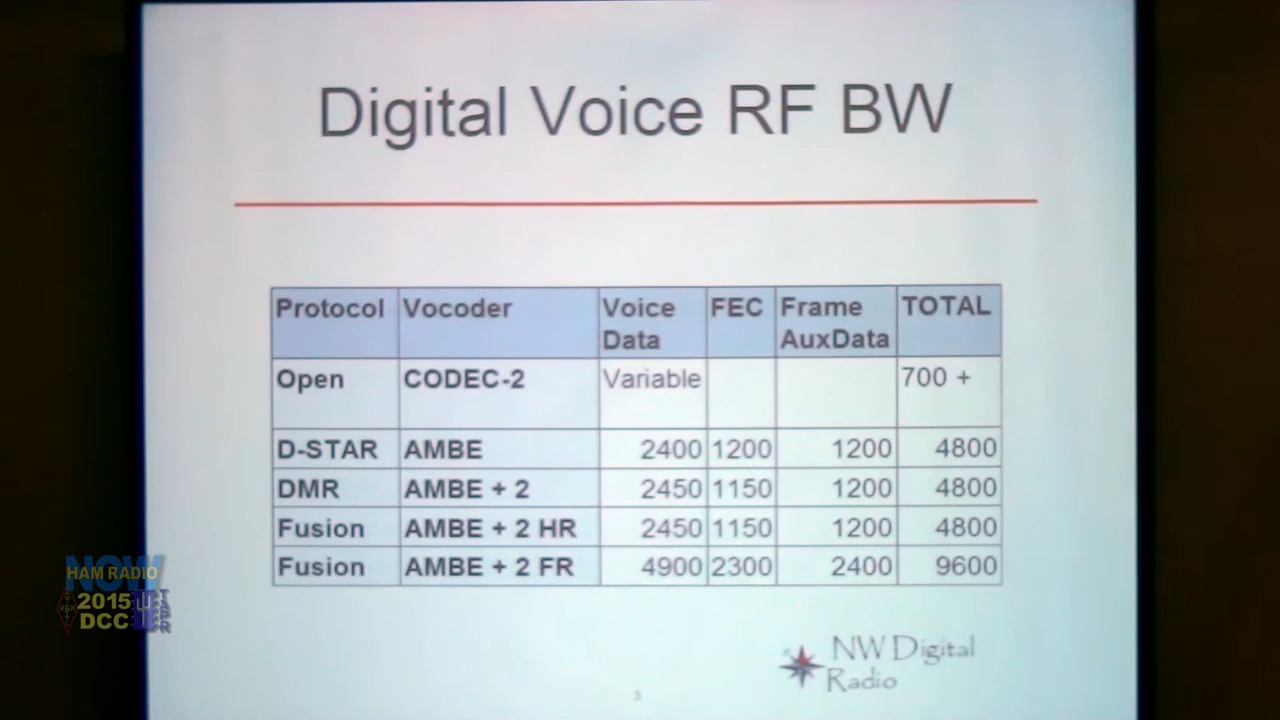 Digital Voice RF BW
Protocol Vocoder Voice Data FEC Frame AuxData TOTAL
Open CODEC-2 Variable 700 +
D-STAR AMBE 2400 1200 1200 4800
DMR AMBE + 2 2450 1150 1200 4800
Fusion AMBE + 2 HR 2450 1150 1200 4800
Fusion AMBE + 2 FR 4900 2300 2400 9600
NOW
HAM RADIO
2015
DCC
NW Digital
Radio
3